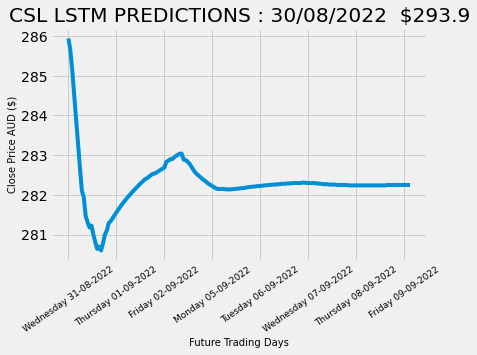 CSL LSTM PREDICTIONS : 30/08/2022 $293.9
286
285
284
283
282
281
Close Price AUD ($)
Wednesday 31-08-2022
Thursday 01-09-2022
Friday 02-09-2022
Monday 05-09-2022
Tuesday 06-09-2022
Wednesday 07-09-2022
Thursday 08-09-2022
Friday 09-09-2022
Future Trading Days